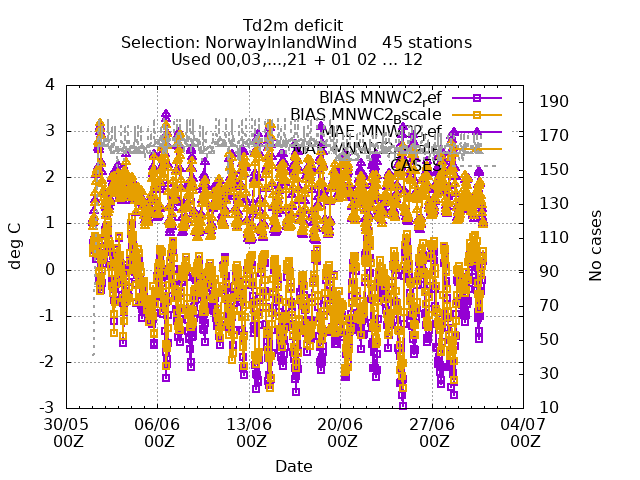 Td2m deficit
Selection: NorwayInlandWind 45 stations
Used 00,03,...,21 + 01 02 ... 12
BIAS MNWC2ref
BIAS MNWC2Bscale
MAE MNWC2ref
CASES
deg C
4
3
2
1
0
-1
-2
-3
190
170
150
130
110
90
70
50
30
10
No cases
30/05 06/06 13/06 20/06 27/06 04/07
00Z 00Z 00Z 00Z 00Z 00Z
Date